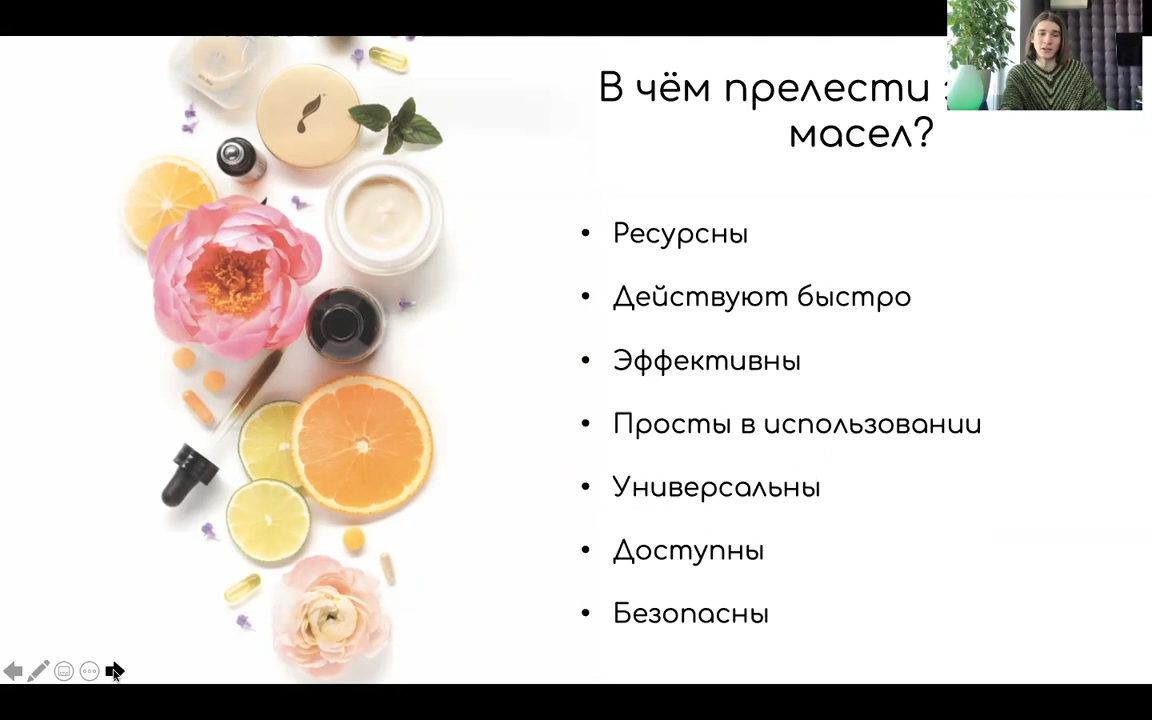 В чём прелести
масел?
• Ресурсны
• Действуют быстро
• Эффективны
• Просты в использовании
• Универсальны
• Доступны
• Безопасны